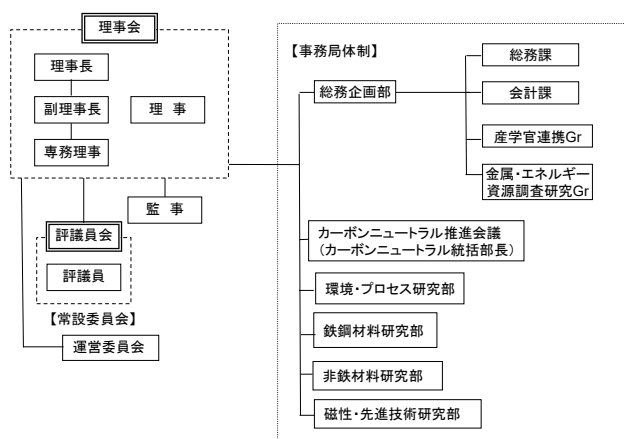 理事会
理事長
副理事長
理 事
専務理事
監 事
評議員会
評議員
【常設委員会】
運営委員会
【事務局体制】
総務企画部
総務課
会計課
産学官連携Gr
金属・エネルギー
資源調査研究Gr
カーボンニュートラル推進会議
（カーボンニュートラル統括部長）
環境・プロセス研究部
鉄鋼材料研究部
非鉄材料研究部
磁性・先進技術研究部